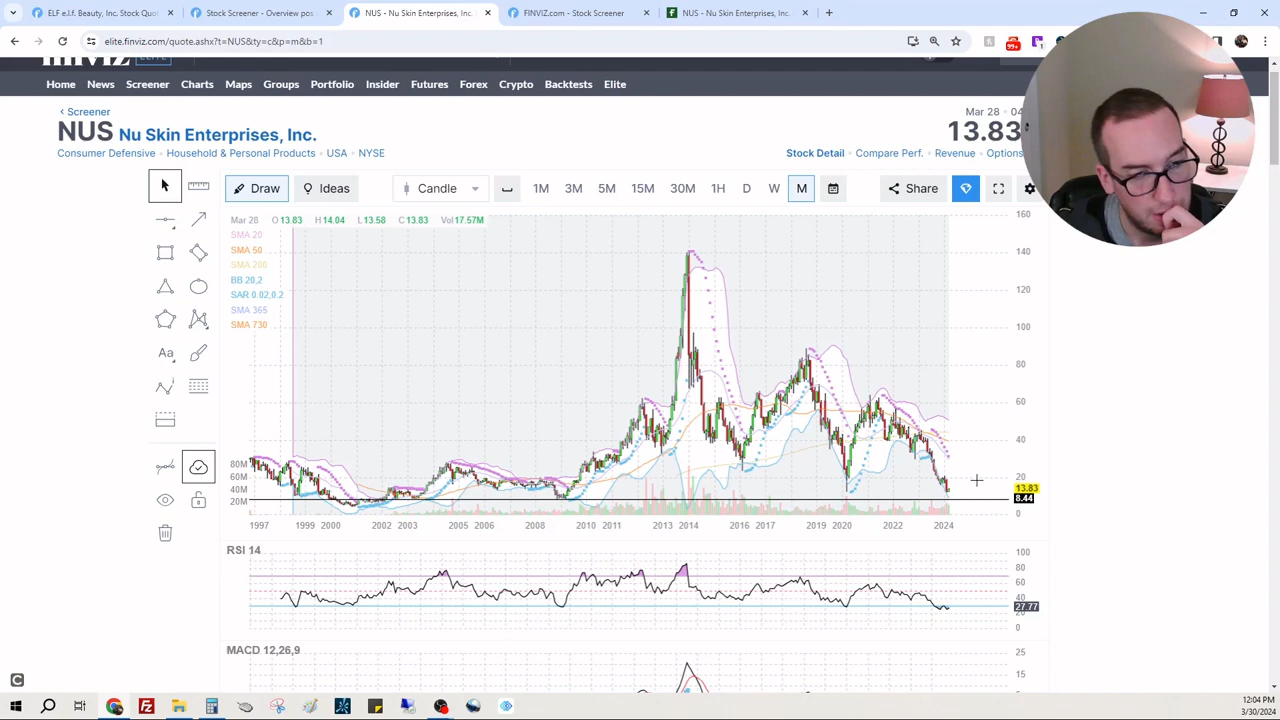 ELF e.l.f. Beauty, Inc. Stock Quot
Stock Screener - Overview pos
NUS - Nu Skin Enterprises, Inc.
FINVIZ.com - Stock Screener
NUS - Nu Skin Enterprises, Inc.
elite.finviz.com/quote.ashx?t=NUS&ty=c&p=m&b=1
99+
1
Home News Screener Charts Maps Groups Portfolio Insider Futures Forex Crypto Backtests Elite
Screener
Mar 28
NUS Nu Skin Enterprises, Inc.
13.83
Consumer Defensive • Household & Personal Products • USA • NYSE
Stock Detail • Compare Perf. • Revenue • Options
Draw Ideas Candle 1M 3M 5M 15M 30M 1H D W M Share
Mar 28 O 13.83 H 14.04 L 13.58 C 13.83 Vol 17.57M
SMA 20
SMA 50
SMA 200
BB 20,2
SAR 0.02,0.2
SMA 365
SMA 730
Aa
160
140
120
100
80
60
40
20
13.83
8.44
0
80M
60M
40M
20M
1997 1999 2000 2002 2003 2005 2006 2008 2010 2011 2013 2014 2016 2017 2019 2020 2022 2024
RSI 14
100
80
60
40
27.77
0
MACD 12,26,9
25
15
12:04 PM
3/30/2024